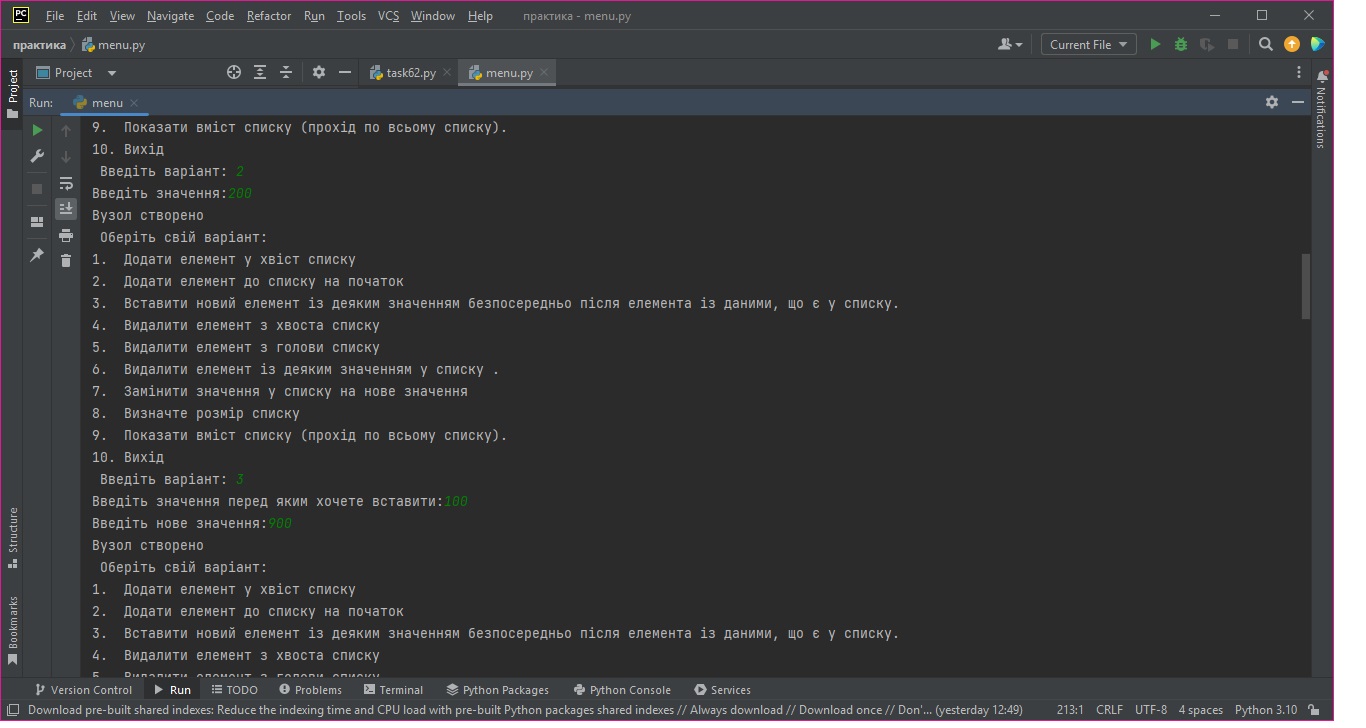 PC File Edit View Navigate Code Refactor Run Tools VCS Window Help практика - menu.py
практика menu.py Current File
Project task62.py menu.py
Project
Run: menu
Notifications
9. Показати вміст списку (прохід по всьому списку).
10. Вихід
Введіть варіант: 2
Введіть значення:200
Вузол створено
Оберіть свій варіант:
1. Додати елемент у хвіст списку
2. Додати елемент до списку на початок
3. Вставити новий елемент із деяким значенням безпосередньо після елемента із даними, що є у списку.
4. Видалити елемент з хвоста списку
5. Видалити елемент з голови списку
6. Видалити елемент із деяким значенням у списку .
7. Замінити значення у списку на нове значення
8. Визначте розмір списку
9. Показати вміст списку (прохід по всьому списку).
10. Вихід
Введіть варіант: 3
Введіть значення перед яким хочете вставити:100
Введіть нове значення:900
Вузол створено
Оберіть свій варіант:
1. Додати елемент у хвіст списку
2. Додати елемент до списку на початок
3. Вставити новий елемент із деяким значенням безпосередньо після елемента із даними, що є у списку.
4. Видалити елемент з хвоста списку
5. Видалити елемент з голови списку
Structure
Bookmarks
Version Control Run TODO Problems Terminal Python Packages Python Console Services
Download pre-built shared indexes: Reduce the indexing time and CPU load with pre-built Python packages shared indexes // Always download // Download once // Don'... (yesterday 12:49) 213:1 CRLF UTF-8 4 spaces Python 3.10